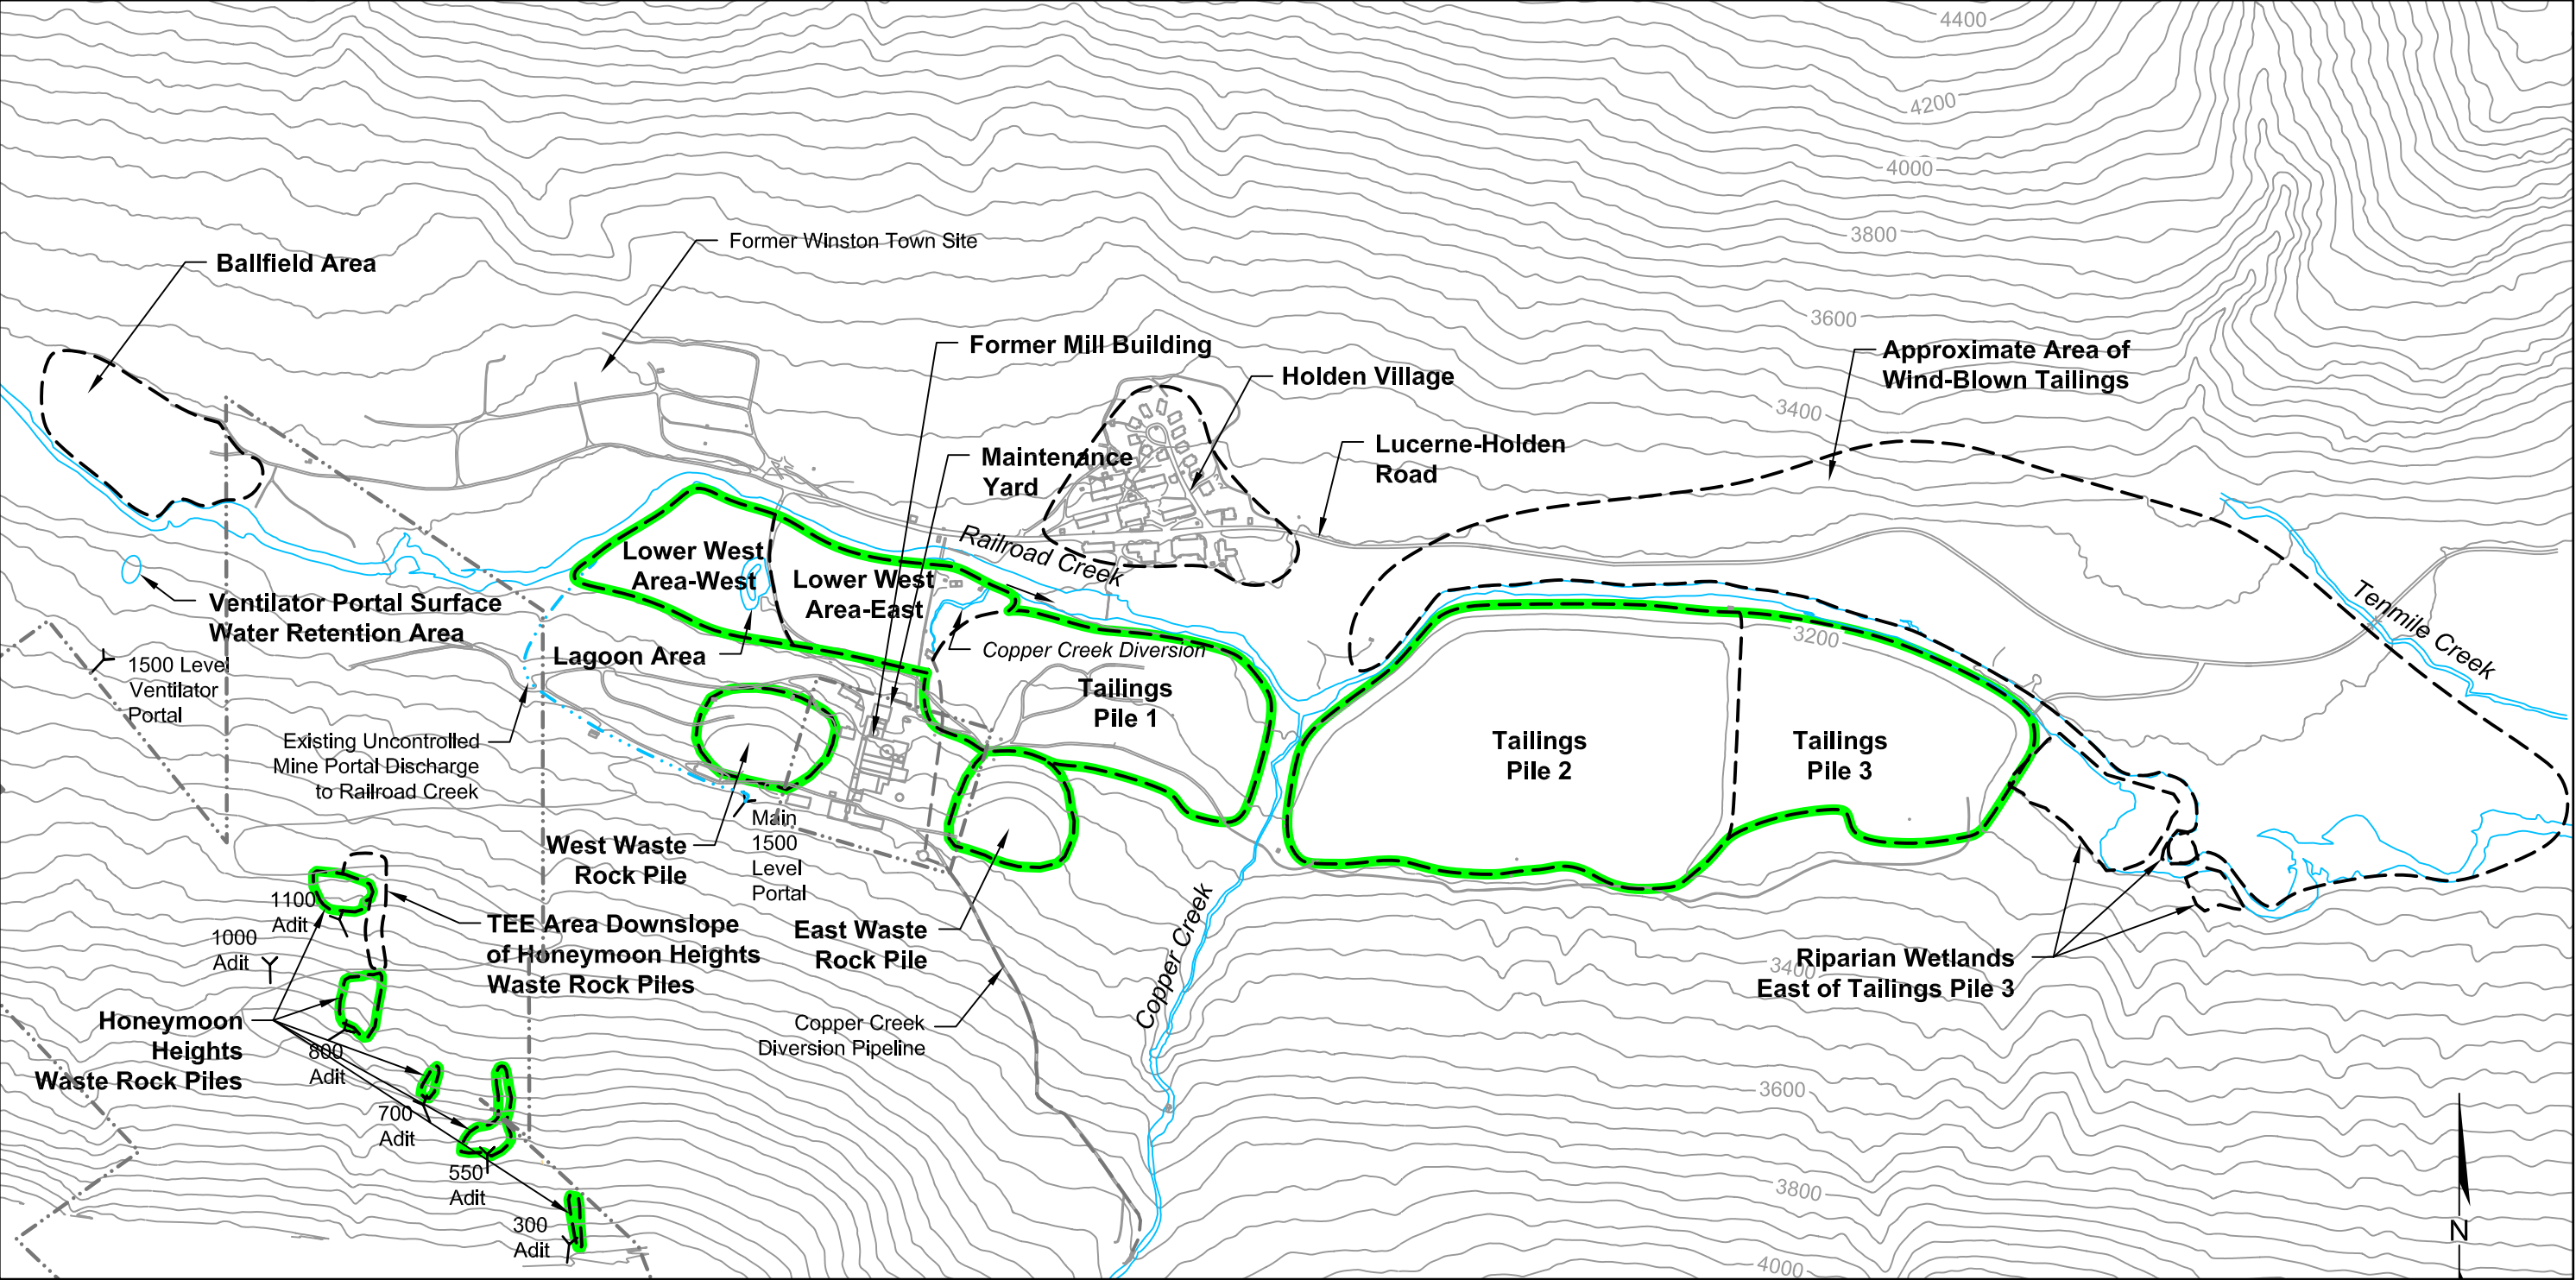 4400
4200
4000
3800
Former Winston Town Site
Ballfield Area
3600
Former Mill Building
Approximate Area of
Wind-Blown Tailings
Holden Village
3400
Lucerne-Holden
Road
Maintenance
Yard
Railroad Creek
Lower West
Area-West
Lower West
Area-East
Tenmile Creek
Ventilator Portal Surface
Water Retention Area
3200
Copper Creek Diversion
Lagoon Area
1500 Level
Ventilator
Portal
Tailings
Pile 1
Existing Uncontrolled
Mine Portal Discharge
to Railroad Creek
Tailings
Pile 2
Tailings
Pile 3
Main
1500
Level
Portal
West Waste
Rock Pile
1100
Adit
TEE Area Downslope
of Honeymoon Heights
Waste Rock Piles
East Waste
Rock Pile
Copper Creek
1000
Adit
Riparian Wetlands
East of Tailings Pile 3
3400
Honeymoon
Heights
Waste Rock Piles
Copper Creek
Diversion Pipeline
800
Adit
3600
700
Adit
550
Adit
3800
300
Adit
N
4000